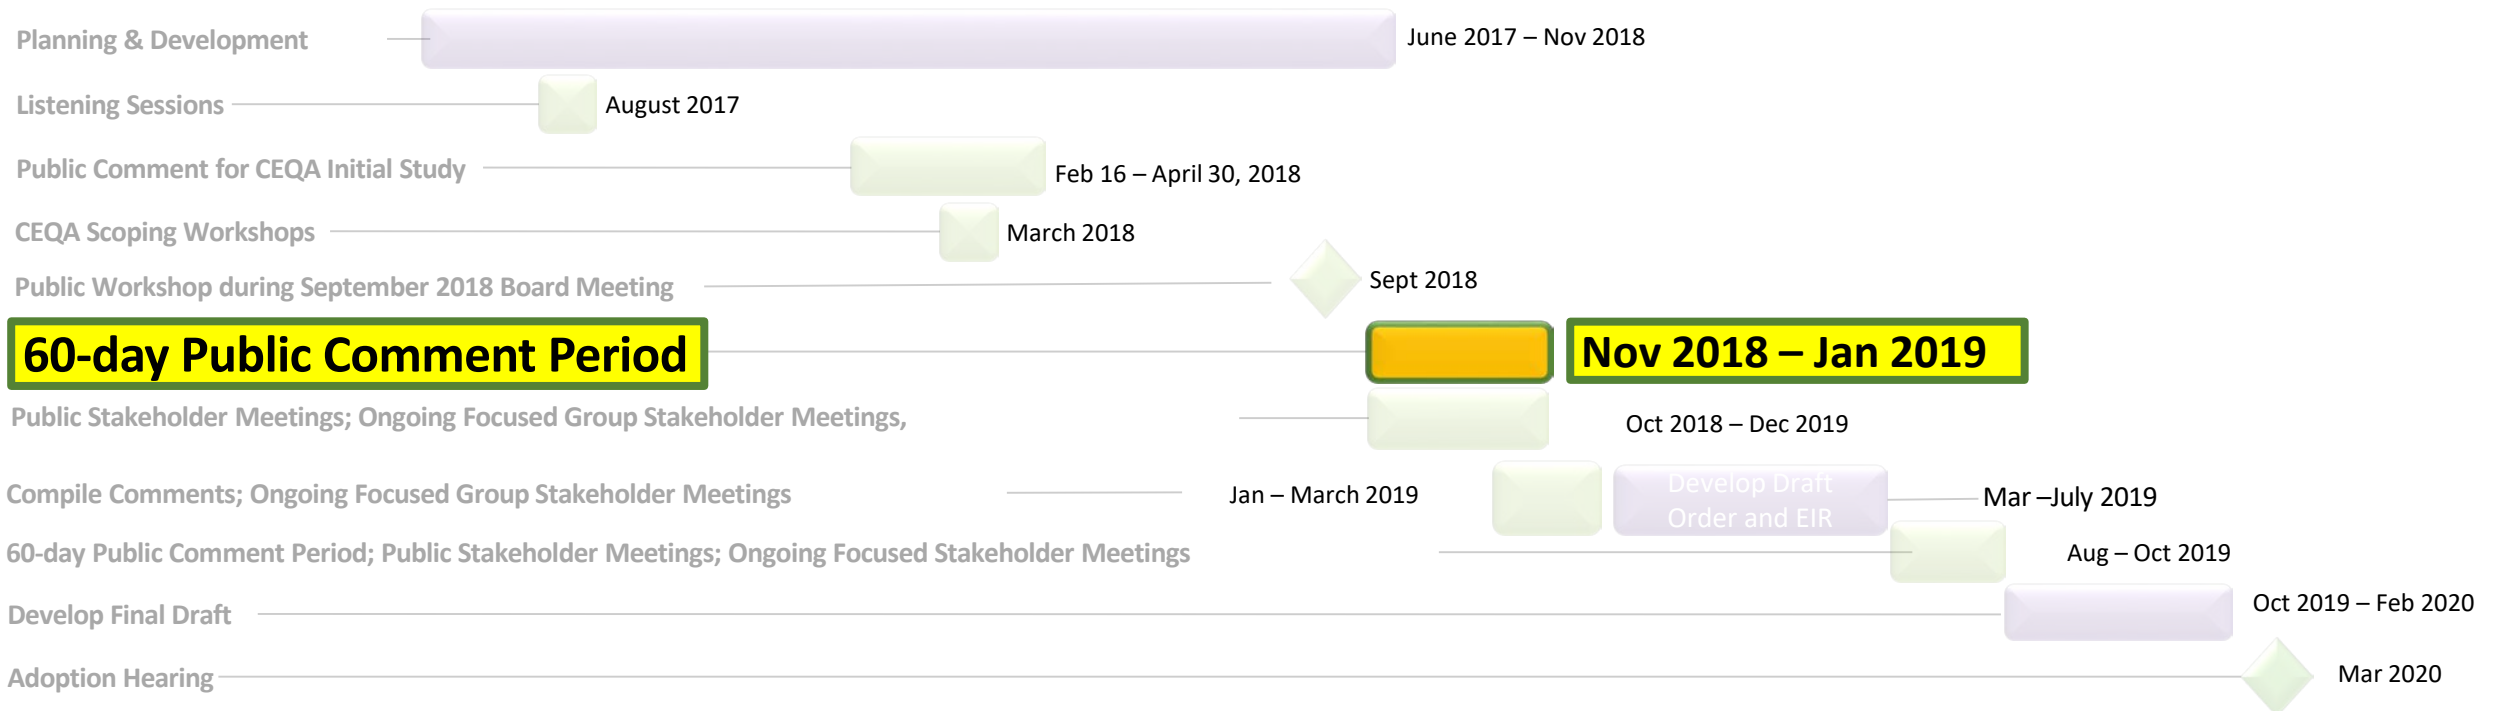 Planning & Development
June 2017 – Nov 2018
Listening Sessions
August 2017
Public Comment for CEQA Initial Study
Feb 16 – April 30, 2018
CEQA Scoping Workshops
March 2018
Public Workshop during September 2018 Board Meeting
Sept 2018
60-day Public Comment Period
Nov 2018 – Jan 2019
Public Stakeholder Meetings; Ongoing Focused Group Stakeholder Meetings,
Oct 2018 – Dec 2019
Compile Comments; Ongoing Focused Group Stakeholder Meetings
Jan – March 2019
Develop Draft
Order and EIR
Mar –July 2019
60-day Public Comment Period; Public Stakeholder Meetings; Ongoing Focused Stakeholder Meetings
Aug – Oct 2019
Develop Final Draft
Oct 2019 – Feb 2020
Adoption Hearing
Mar 2020